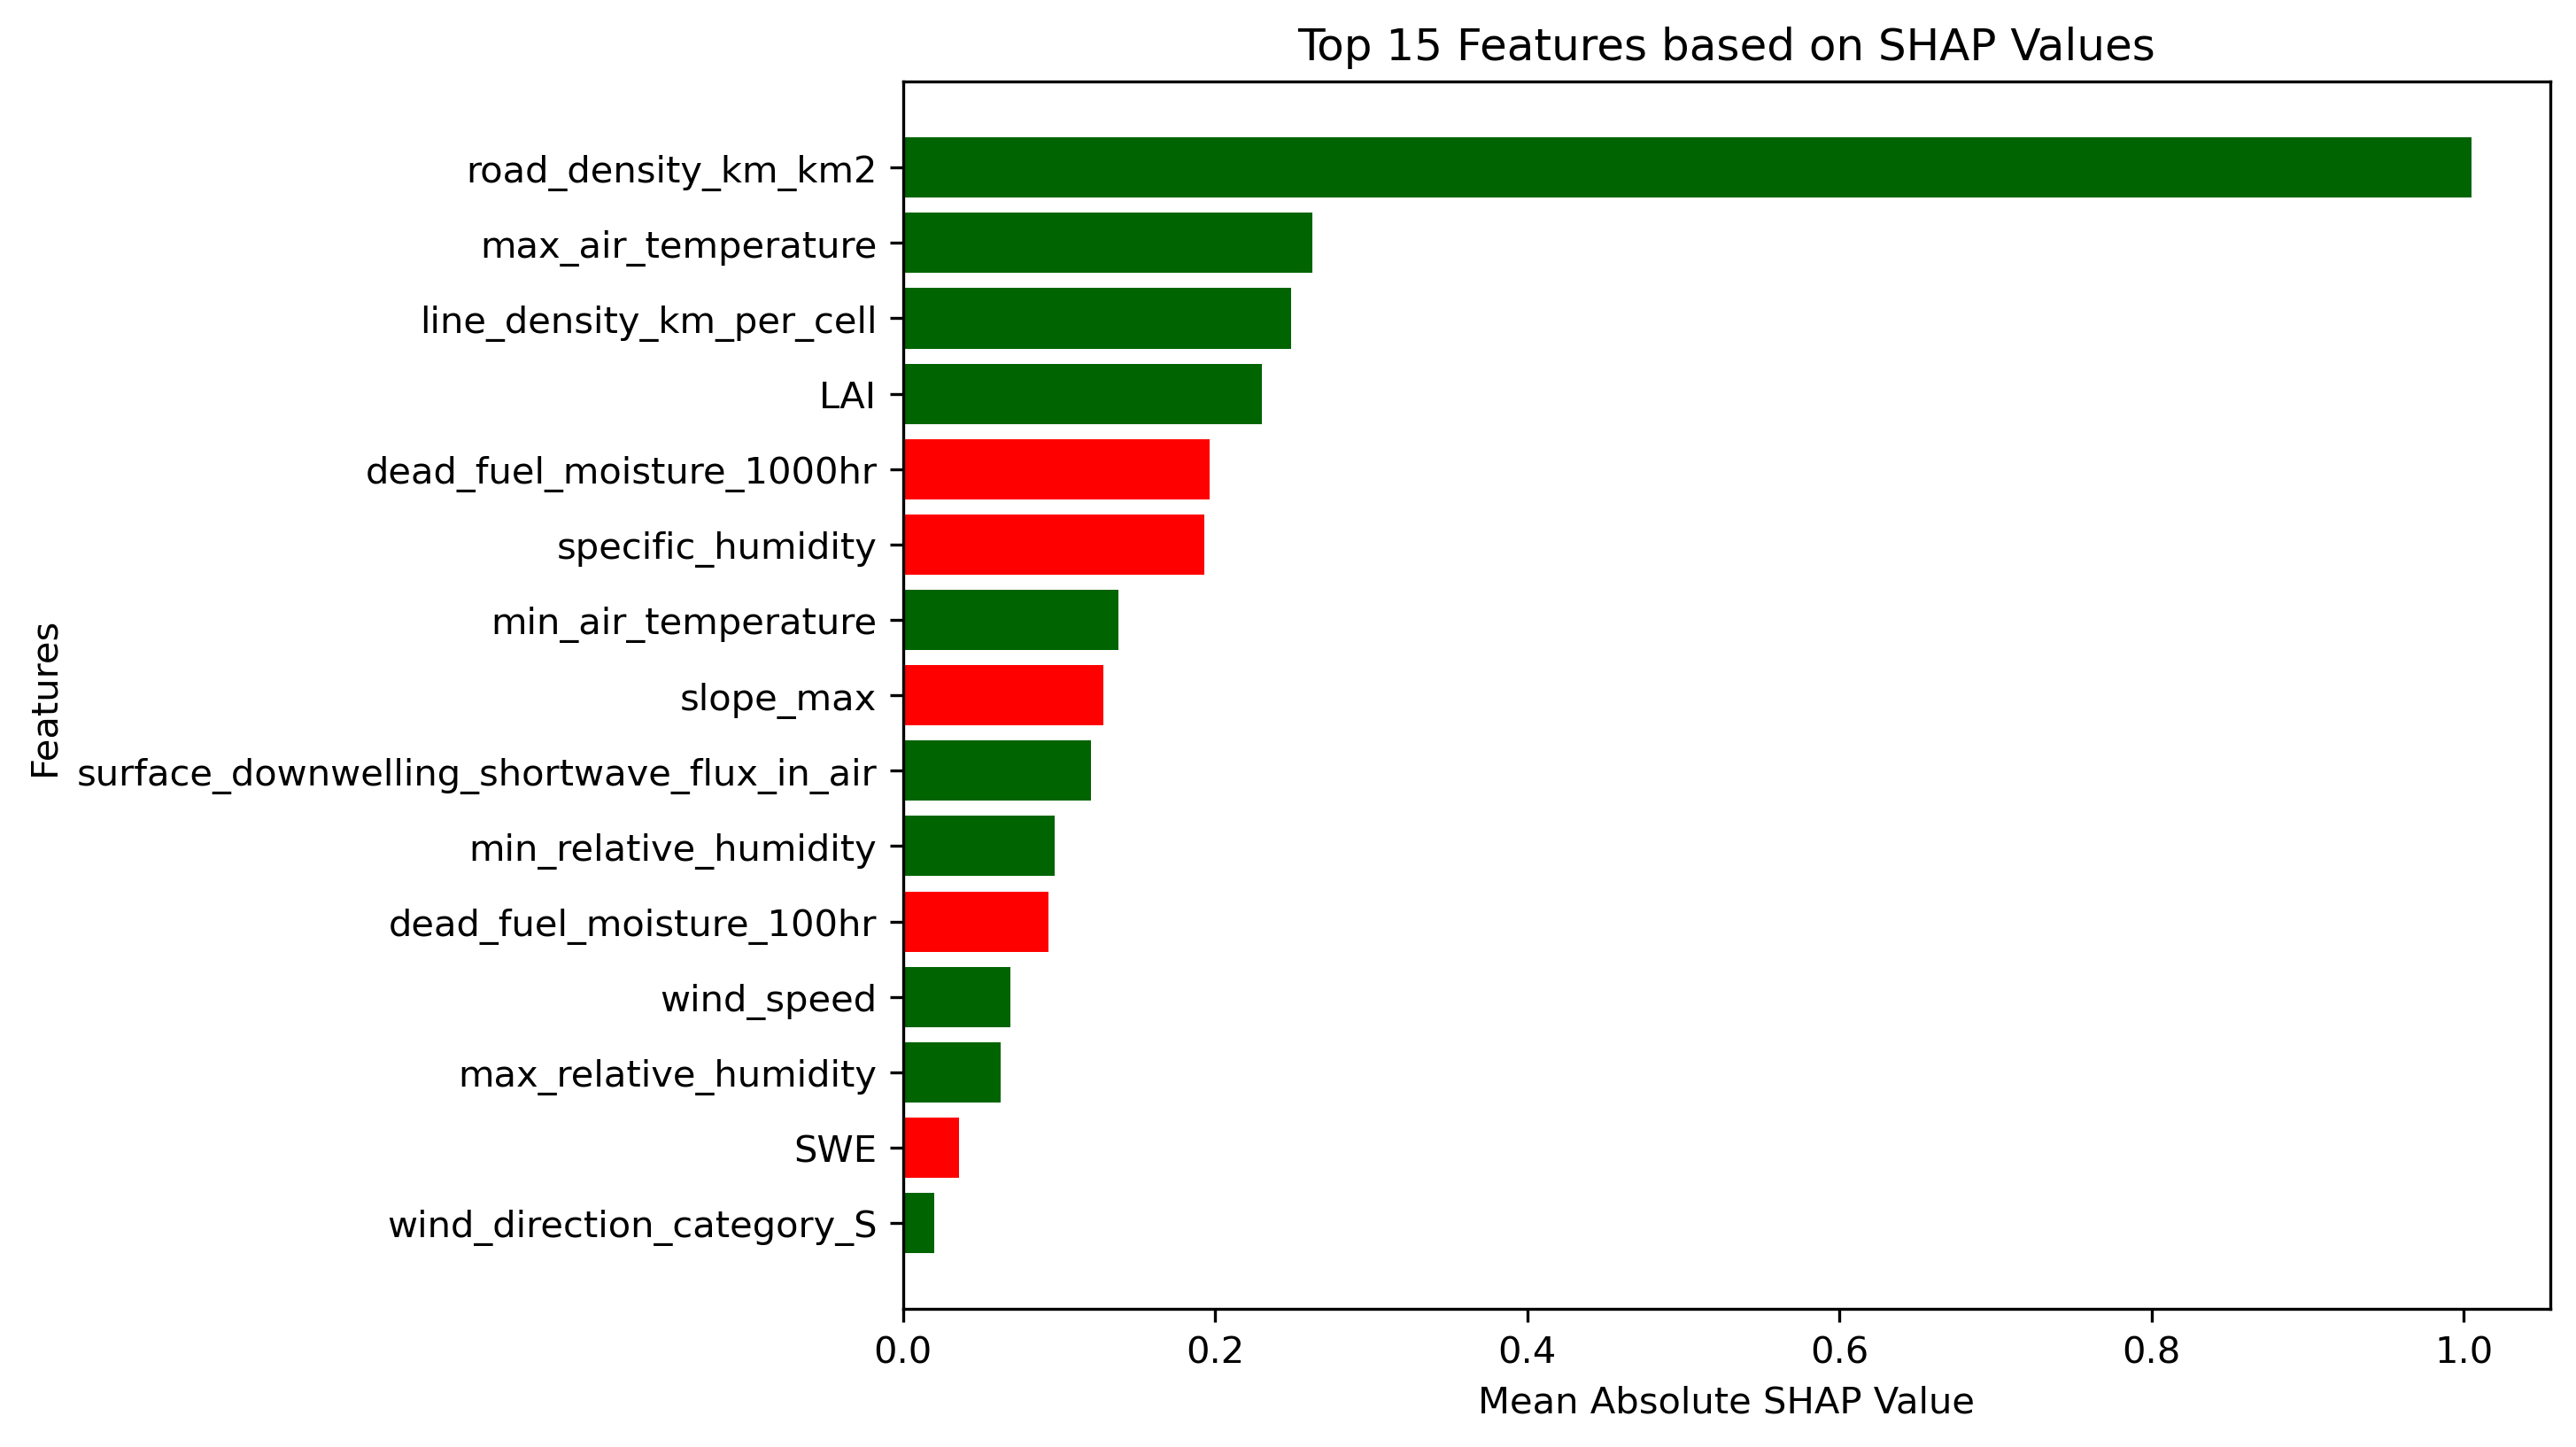 Top 15 Features based on SHAP Values
road_density_km_km2
max_air_temperature
line_density_km_per_cell
LAI
dead_fuel_moisture_1000hr
specific_humidity
min_air_temperature
slope_max
surface_downwelling_shortwave_flux_in_air
min_relative_humidity
dead_fuel_moisture_100hr
wind_speed
max_relative_humidity
SWE
wind_direction_category_S
Features
0.0 0.2 0.4 0.6 0.8 1.0
Mean Absolute SHAP Value